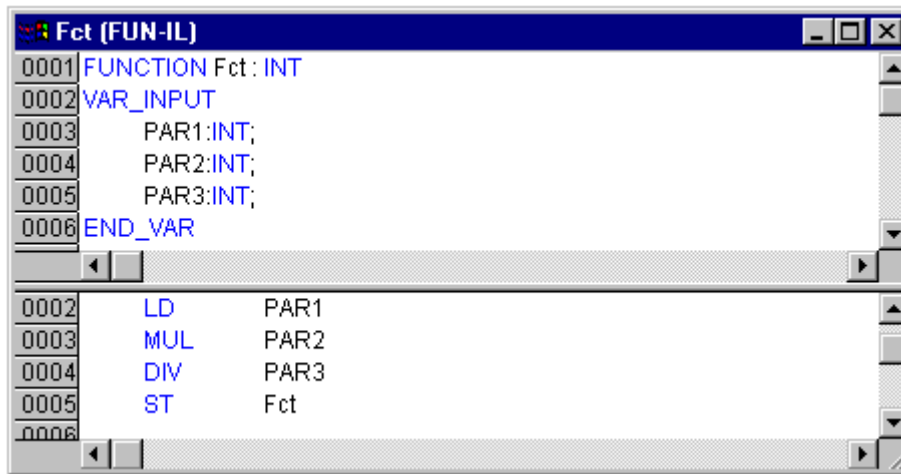 Fct (FUN-IL)
0001 FUNCTION Fct : INT
0002 VAR_INPUT
0003 PAR1:INT;
0004 PAR2:INT;
0005 PAR3:INT;
0006 END_VAR
0002 LD PAR1
0003 MUL PAR2
0004 DIV PAR3
0005 ST Fct
0006